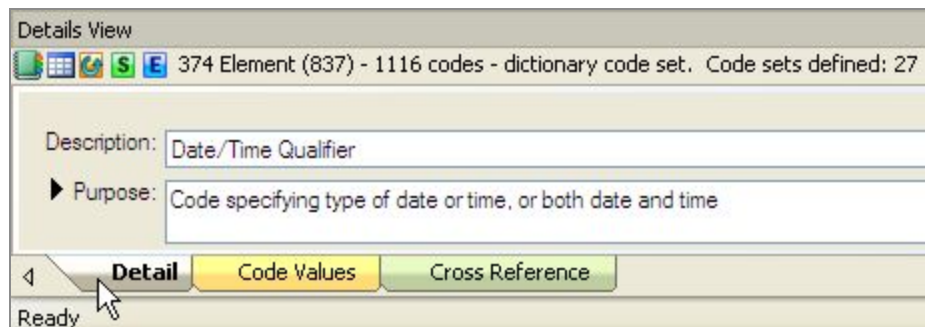 Details View
S E 374 Element (837) - 1116 codes - dictionary code set. Code sets defined: 27
Description: Date/Time Qualifier
Purpose: Code specifying type of date or time, or both date and time
Detail Code Values Cross Reference
Ready